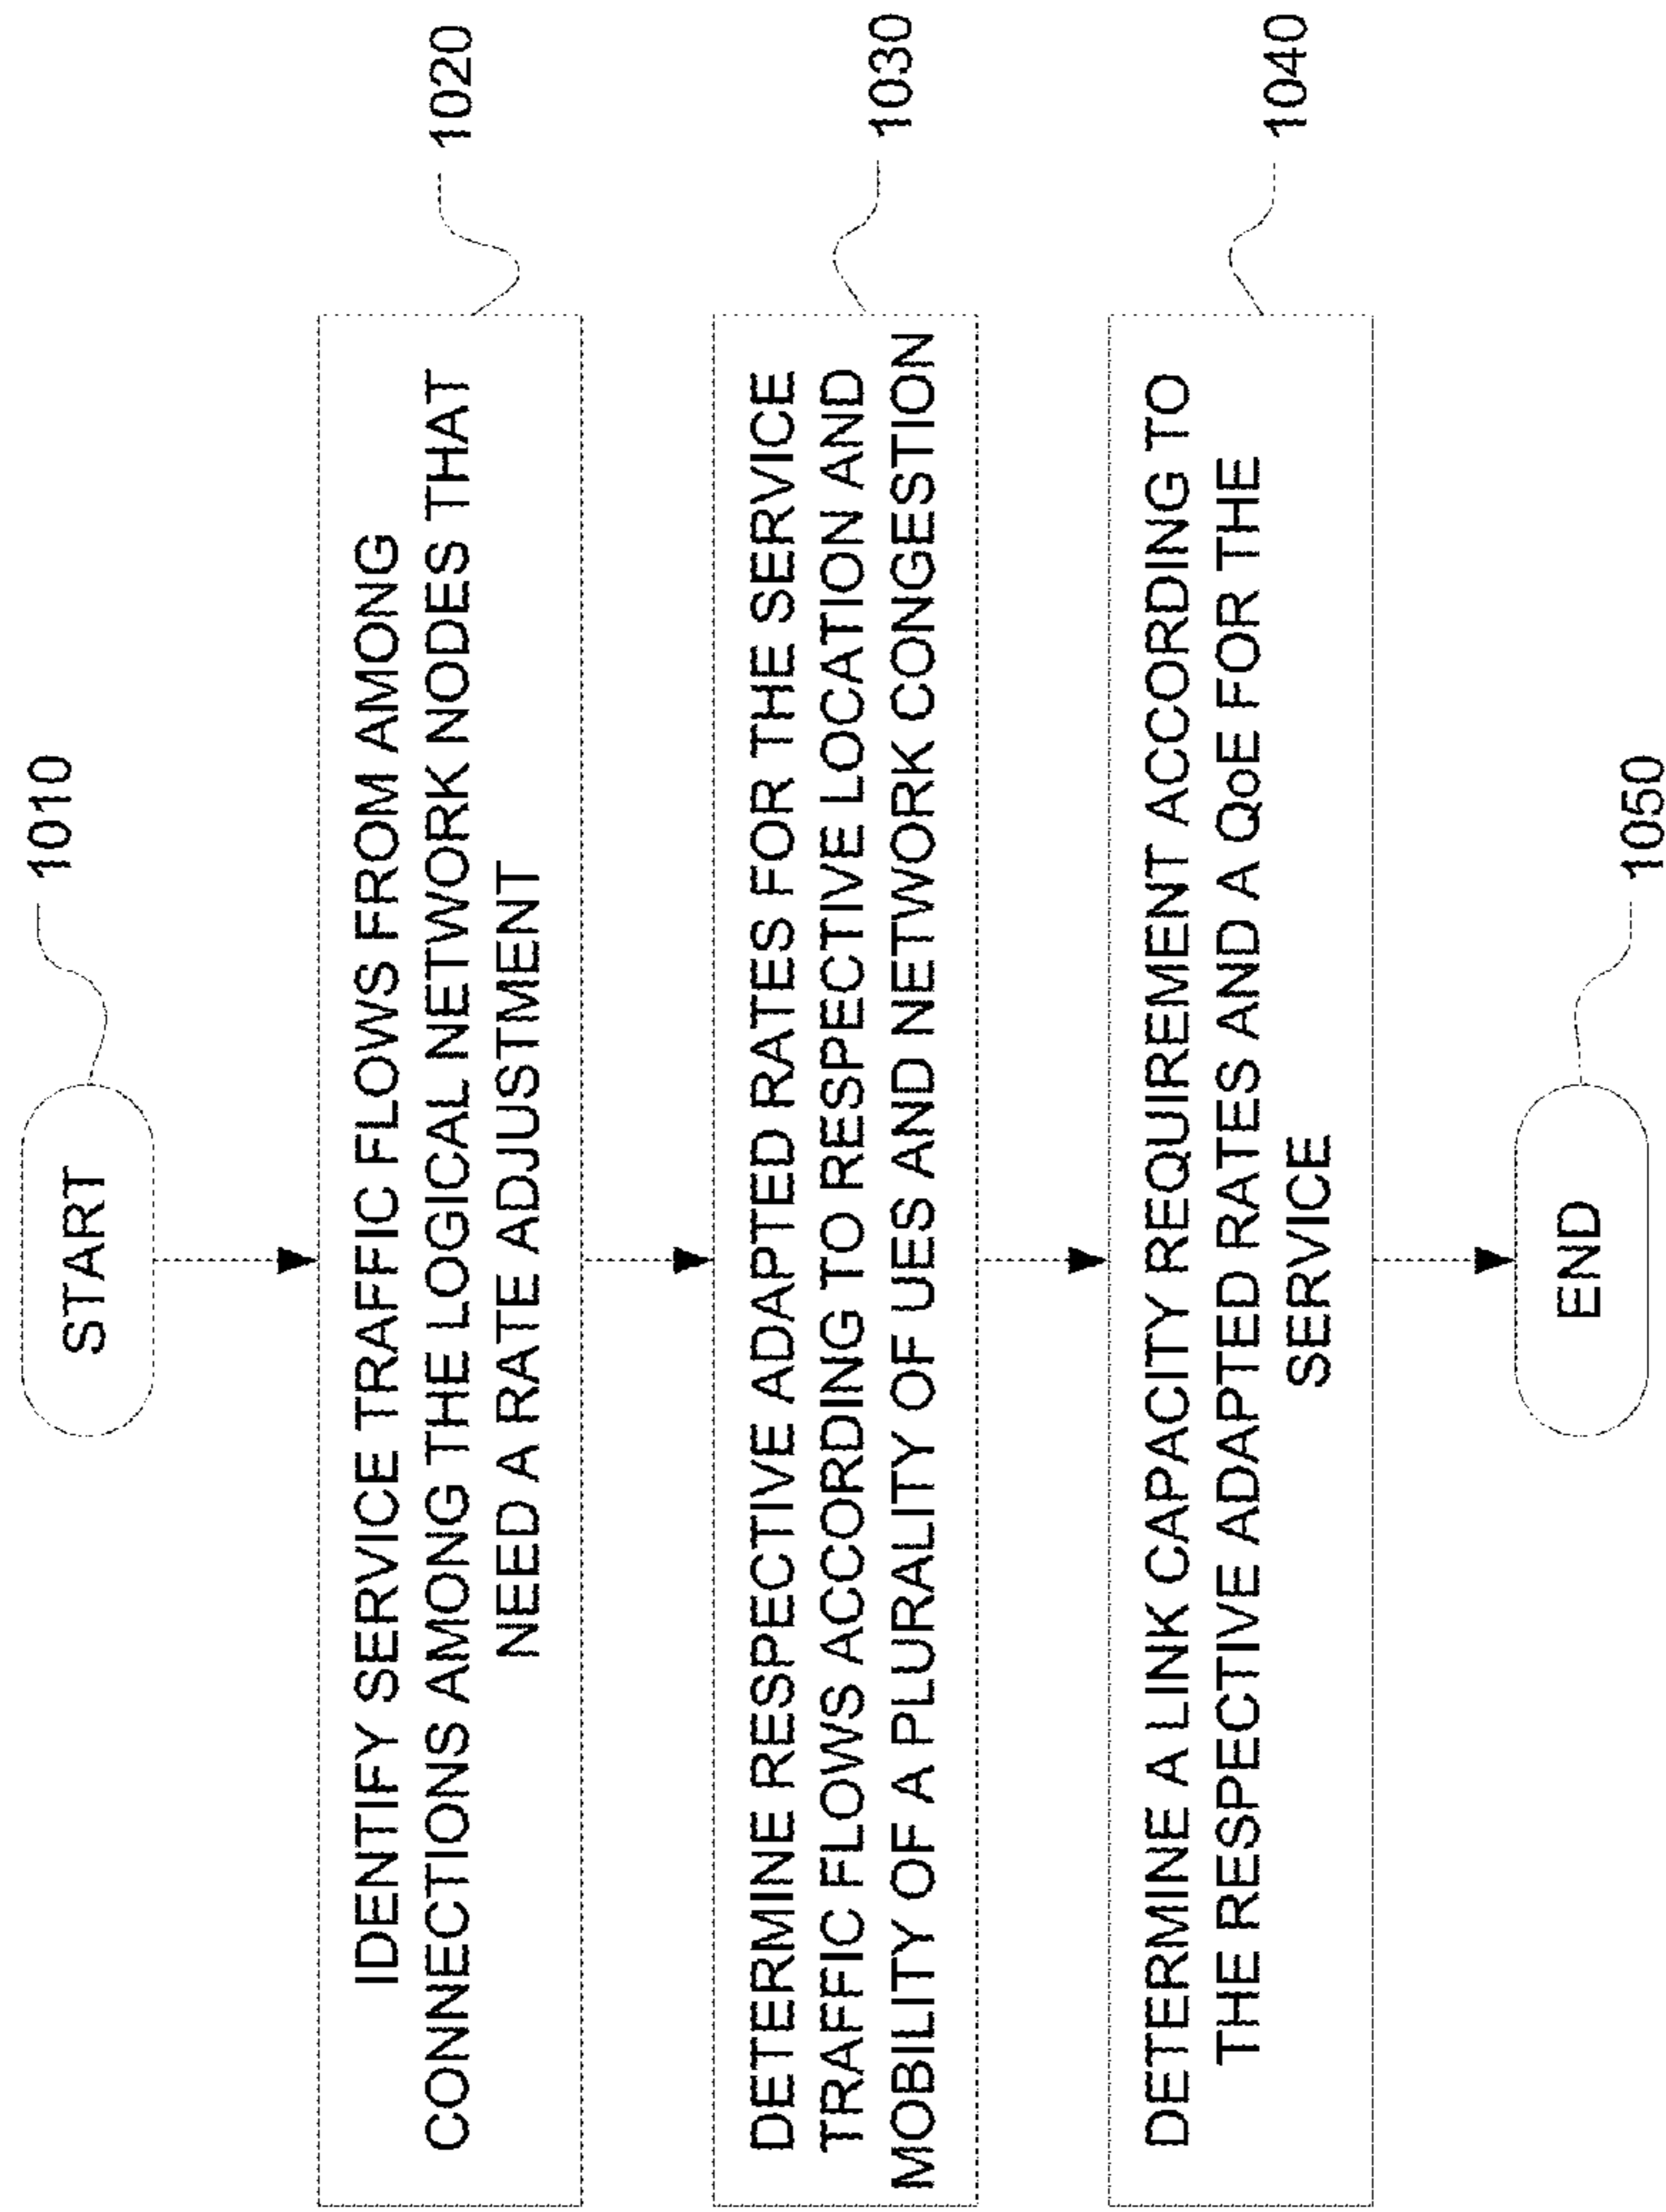 START
1010
IDENTIFY SERVICE TRAFFIC FLOWS FROM AMONG
CONNECTIONS AMONG THE LOGICAL NETWORK NODES THAT
NEED A RATE ADJUSTMENT
1020
DETERMINE RESPECTIVE ADAPTED RATES FOR THE SERVICE
TRAFFIC FLOWS ACCORDING TO RESPECTIVE LOCATION AND
MOBILITY OF A PLURALITY OF UES AND NETWORK CONGESTION
1030
DETERMINE A LINK CAPACITY REQUIREMENT ACCORDING TO
THE RESPECTIVE ADAPTED RATES AND A QoE FOR THE
SERVICE
1040
END
1050